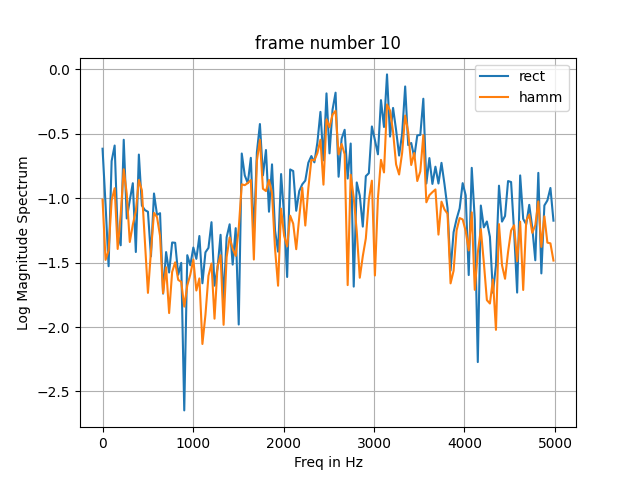 frame number 10
rect
hamm
0.0
−0.5
−1.0
−1.5
−2.0
−2.5
Log Magnitude Spectrum
0 1000 2000 3000 4000 5000
Freq in Hz